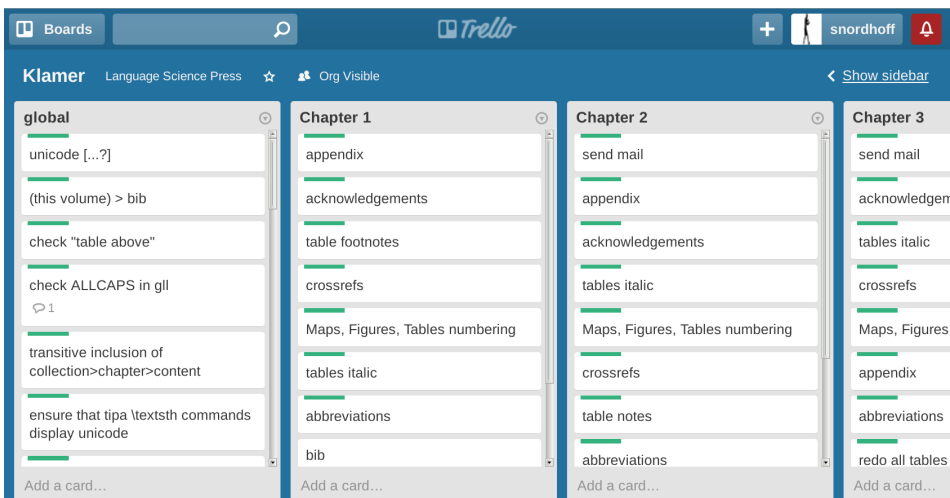 Boards
Trello
snordhoff
Klamer
Language Science Press
Org Visible
Show sidebar
global
unicode [...?]
(this volume) > bib
check "table above"
check ALLCAPS in gll
1
transitive inclusion of
collection>chapter>content
ensure that tipa \textsth commands
display unicode
Add a card…
Chapter 1
appendix
acknowledgements
table footnotes
crossrefs
Maps, Figures, Tables numbering
tables italic
abbreviations
bib
Add a card…
Chapter 2
send mail
appendix
acknowledgements
tables italic
Maps, Figures, Tables numbering
crossrefs
table notes
abbreviations
Add a card…
Chapter 3
send mail
acknowledgem
tables italic
crossrefs
Maps, Figures
appendix
abbreviations
redo all tables
Add a card…